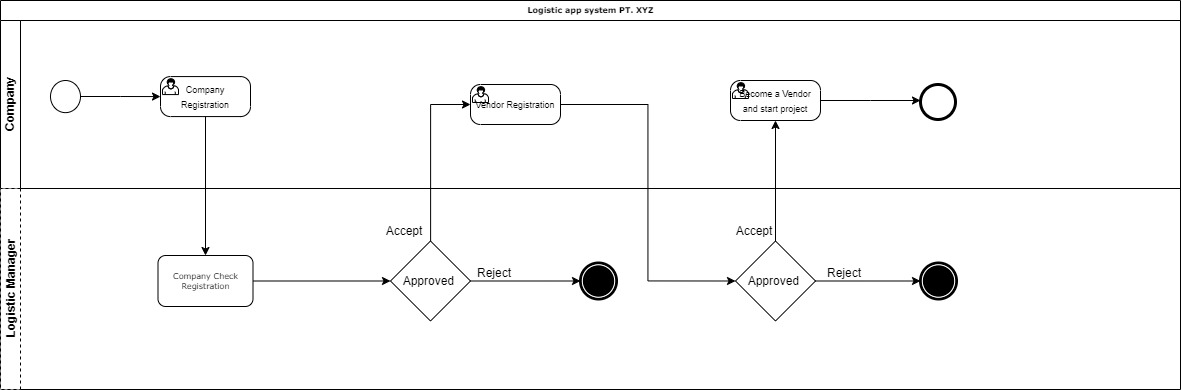 Logistic app system PT. XYZ
Company
Company
Registration
Vendor Registration
Become a Vendor
and start project
Logistic Manager
Accept
Accept
Company Check
Registration
Approved
Reject
Approved
Reject